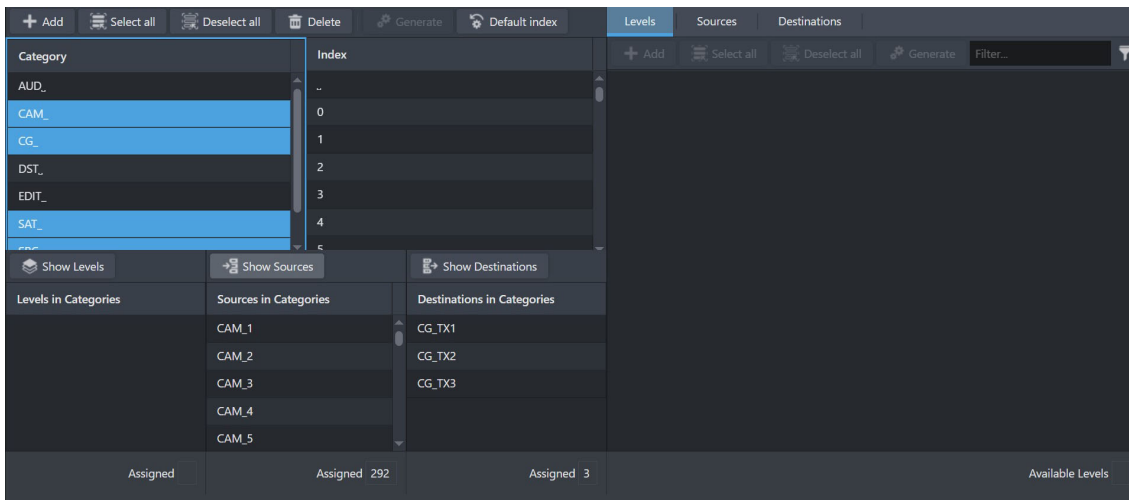 Add Select all Deselect all Delete Generate Default index
Levels Sources Destinations
Add Select all Deselect all Generate Filter...
Category Index
AUD_ ..
CAM_ 0
CG_ 1
DST_ 2
EDIT_ 3
SAT_ 4
5
Show Levels Show Sources Show Destinations
Levels in Categories Sources in Categories Destinations in Categories
CAM_1 CG_TX1
CAM_2 CG_TX2
CAM_3 CG_TX3
CAM_4
CAM_5
Assigned Assigned 292 Assigned 3 Available Levels